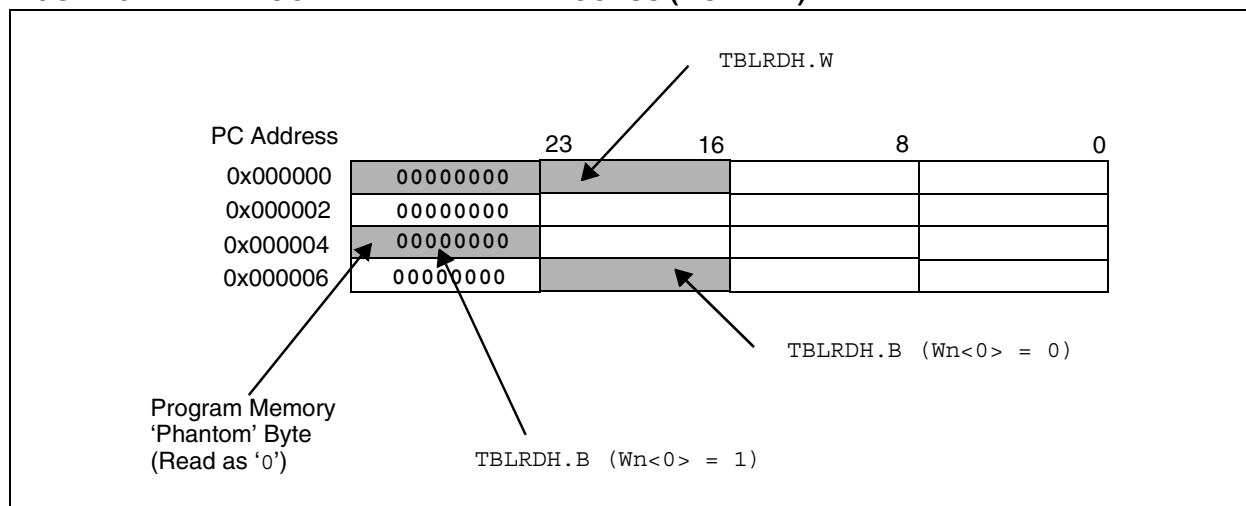 TBLRDH.W
PC Address
23 16 8 0
0x000000 00000000
0x000002 00000000
0x000004 00000000
0x000006 00000000
TBLRDH.B (Wn<0> = 0)
Program Memory
‘Phantom’ Byte
(Read as ‘0’)
TBLRDH.B (Wn<0> = 1)